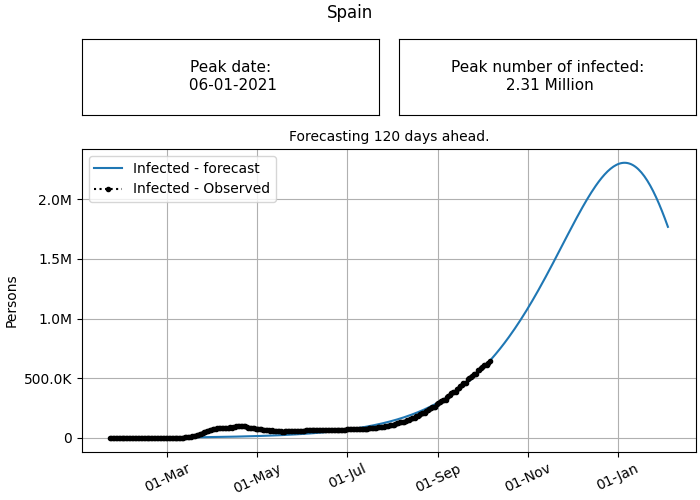 Spain
Peak date:
06-01-2021
Peak number of infected:
2.31 Million
Forecasting 120 days ahead.
Infected - forecast
Infected - Observed
Persons
2.0M
1.5M
1.0M
500.0K
0
01-Mar
01-May
01-Jul
01-Sep
01-Nov
01-Jan